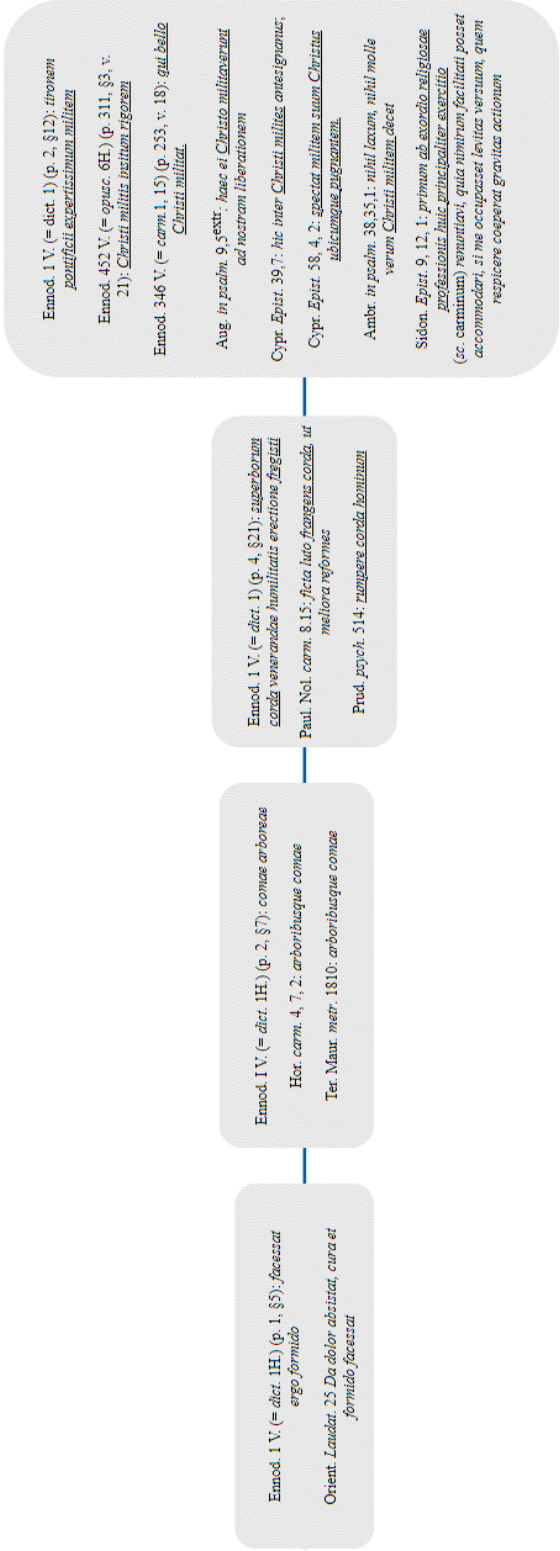 Ennod. 1 V. (= dict. 1H.) (p. 1, §5): facessat
ergo formido
Orient. Laudat. 25 Da dolor absistat, cura et
formido facessat
Ennod. I V. (= dict. 1H.) (p. 2, §7): comae arboreae
Hor. carm. 4, 7, 2: arboribusque comae
Ter. Maur. metr. 1810: arboribusque comae
Ennod. 1 V. (= dict. 1) (p. 4, §21): superborum
corda venerandae humilitatis erectione fregisti
Paul. Nol. carm. 8.15: ficta luto frangens corda, ut
meliora reformes
Prud. psych. 514: rumpere corda hominum
Ennod. 1 V. (= dict. 1) (p. 2, §12): tironem
pontificii expertissimum militem
Ennod. 452 V. (= opusc. 6H.) (p. 311, §3, v.
21): Christi militis insitum rigorem
Ennod. 346 V. (= carm.1, 15) (p. 253, v. 18): qui bello
Christi militat.
Aug. in psalm. 9,5extr. haec ei Christo militaverunt
ad nostram liberationem
Cypr. Epist. 39,7: hic inter Christi milites antesignanus;
Cypr. Epist. 58, 4, 2: spectat militem suum Christus
ubicumque pugnantem.
Ambr. in psalm. 38.35,1: nihil laxum, nuhil molle
verum Christi militem decet
Sidon. Epist. 9, 12, 1: primum ab exordio religiosae
professionis huic principaliter exercitio
(sc. carminum) renuntiavi, quia nimirum facilitati posset
accommodari, si me occupasset levitas versuum, quem
respicere coeperat gravitas actionum